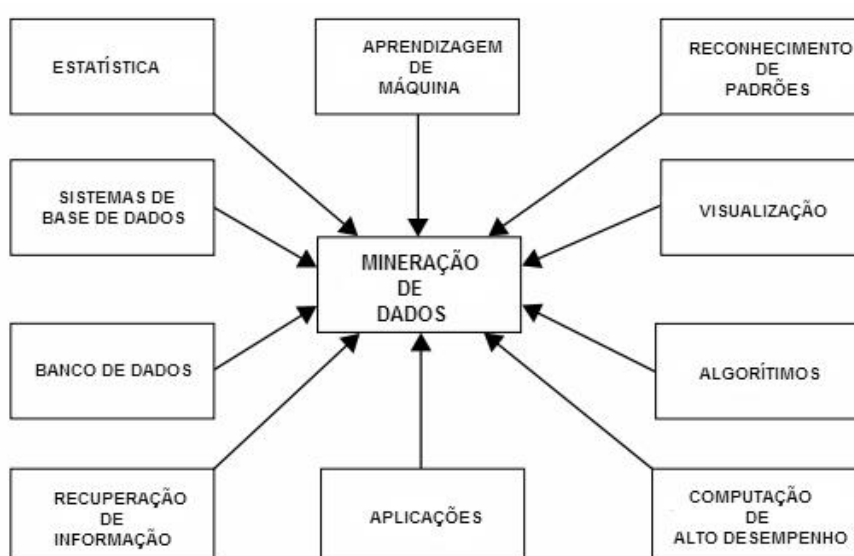 ESTATÍSTICA
APRENDIZAGEM
DE
MÁQUINA
RECONHECIMENTO
DE
PADRÕES
SISTEMAS DE
BASE DE DADOS
VISUALIZAÇÃO
MINERAÇÃO
DE
DADOS
BANCO DE DADOS
ALGORÍTIMOS
RECUPERAÇÃO
DE
INFORMAÇÃO
APLICAÇÕES
COMPUTAÇÃO
DE
ALTO DESEMPENHO